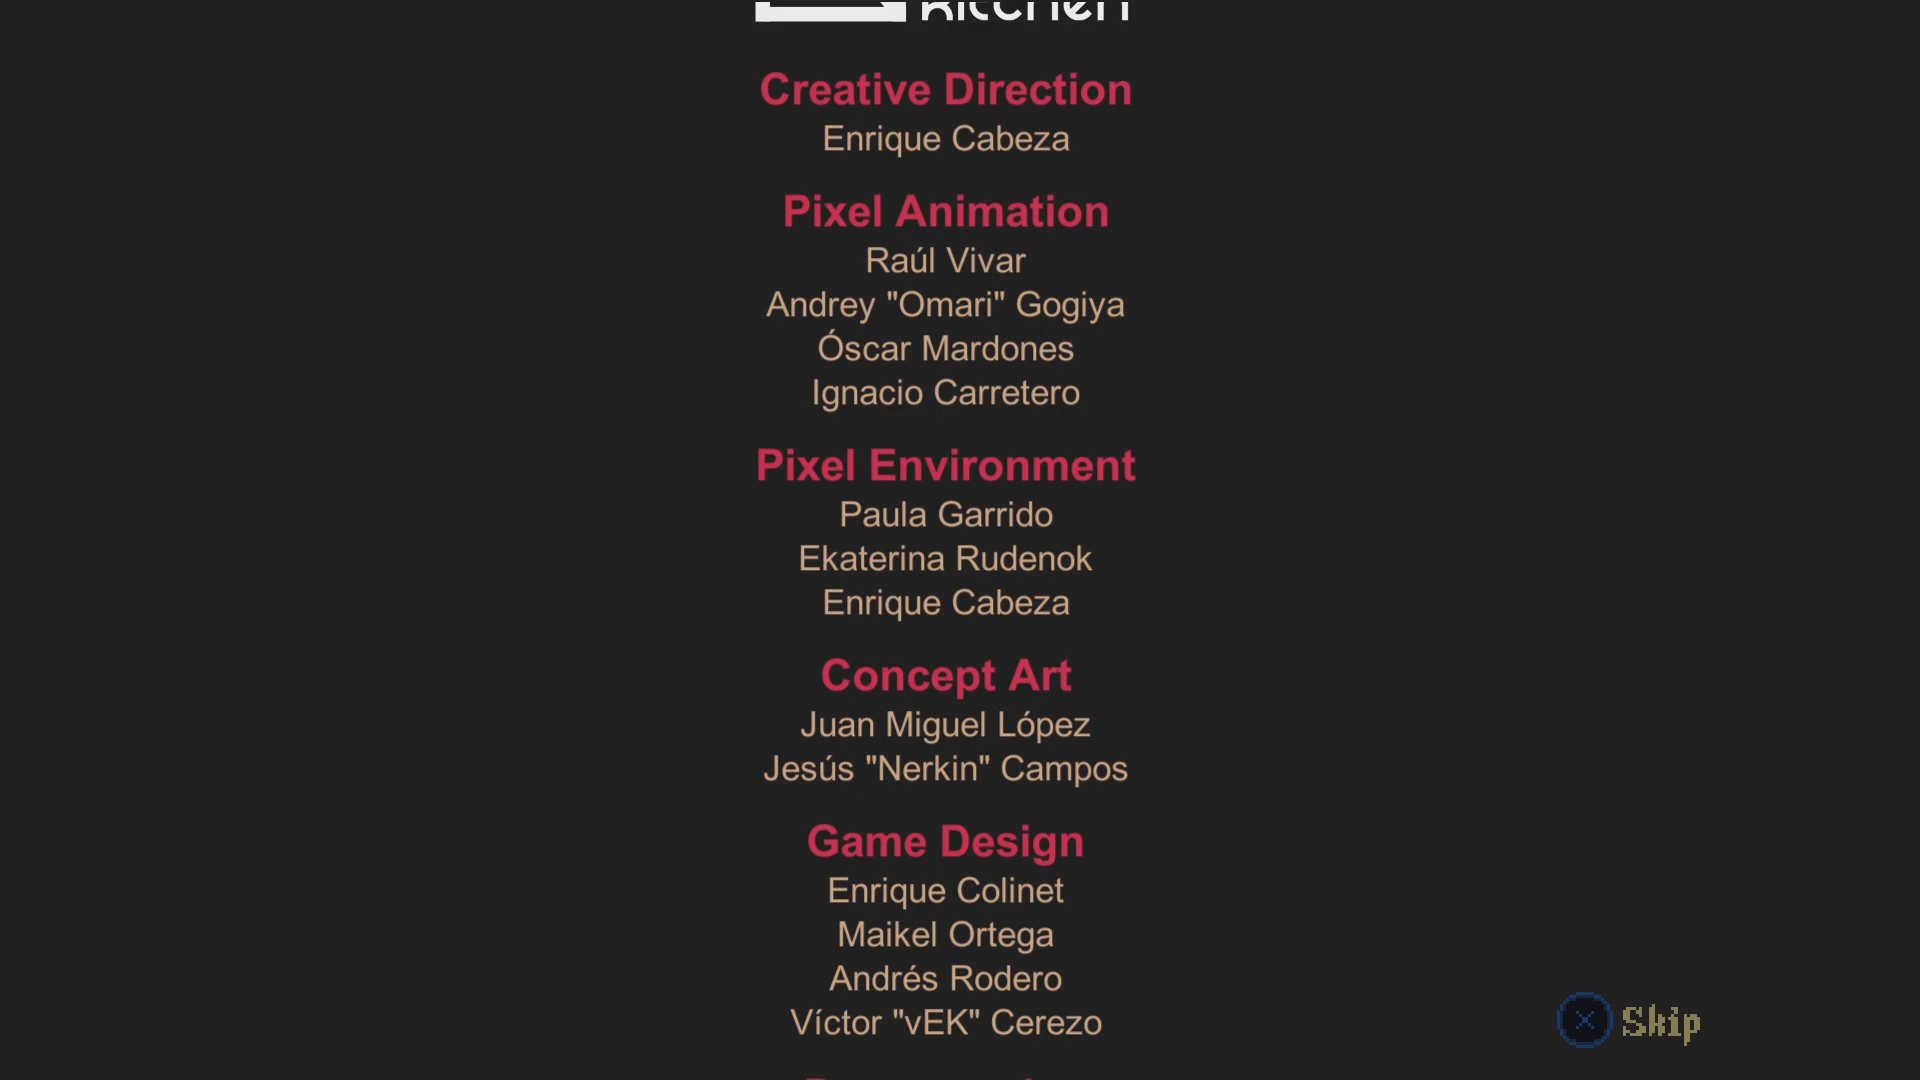 Kitchen
Creative Direction
Enrique Cabeza
Pixel Animation
Raúl Vivar
Andrey "Omari" Gogiya
Óscar Mardones
Ignacio Carretero
Pixel Environment
Paula Garrido
Ekaterina Rudenok
Enrique Cabeza
Concept Art
Juan Miguel López
Jesús "Nerkin" Campos
Game Design
Enrique Colinet
Maikel Ortega
Andrés Rodero
Víctor "vEK" Cerezo
Skip